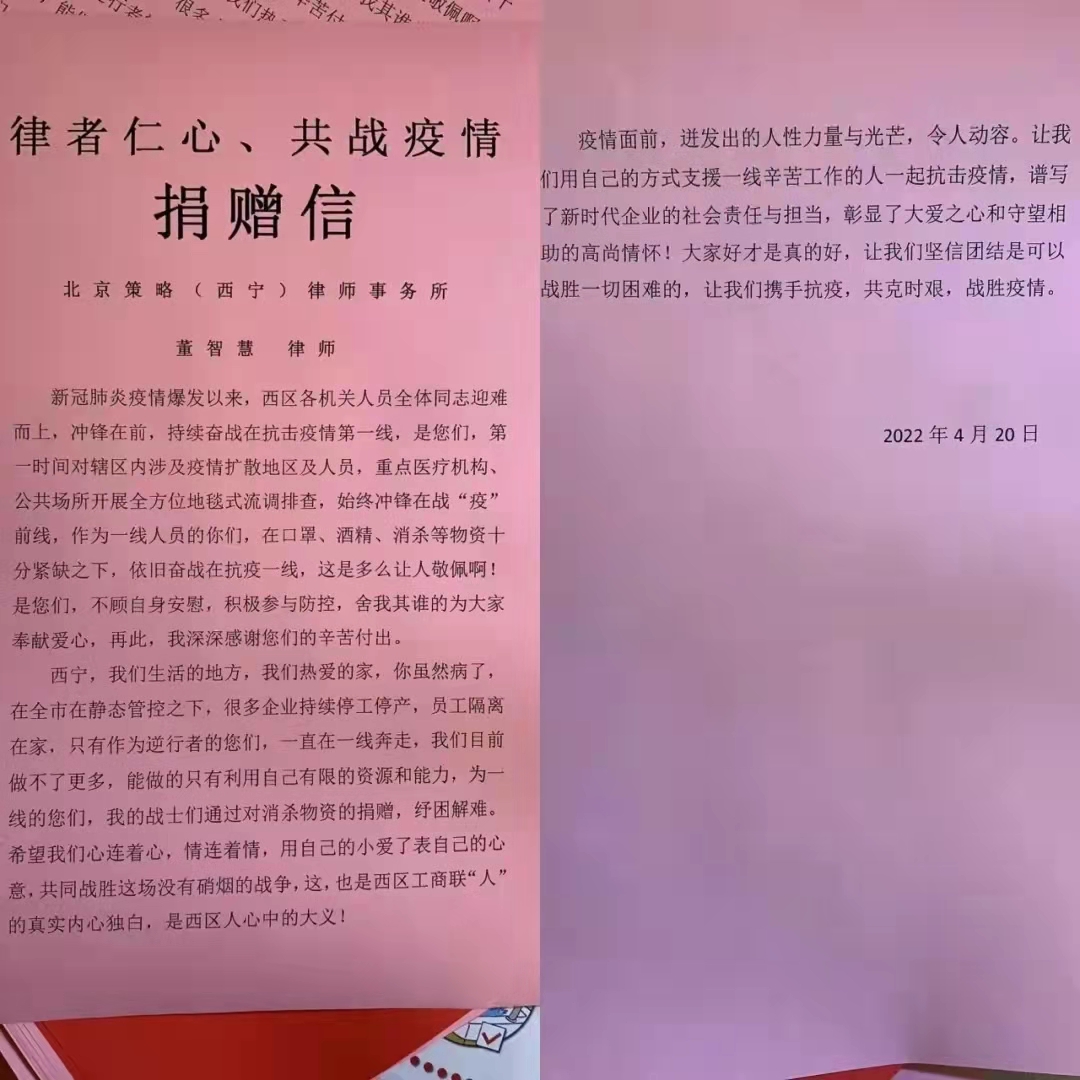 律者仁心、共战疫情
捐赠信
北京策略（西宁）律师事务所
董智慧 律师
新冠肺炎疫情爆发以来，西区各机关人员全体同志迎难
而上，冲锋在前，持续奋战在抗击疫情第一线，是您们，第
一时间对辖区内涉及疫情扩散地区及人员，重点医疗机构、
公共场所开展全方位地毯式流调排查，始终冲锋在战“疫”
前线，作为一线人员的你们，在口罩、酒精、消杀等物资十
分紧缺之下，依旧奋战在抗疫一线，这是多么让人敬佩啊！
是您们，不顾自身安慰，积极参与防控，舍我其谁的为大家
奉献爱心，再此，我深深感谢您们的辛苦付出。
西宁，我们生活的地方，我们热爱的家，你虽然病了，
在全市在静态管控之下，很多企业持续停工停产，员工隔离
在家，只有作为逆行者的您们，一直在一线奔走，我们目前
做不了更多，能做的只有利用自己有限的资源和能力，为一
线的您们，我的战士们通过对消杀物资的捐赠，纾困解难。
希望我们心连着心，情连着情，用自己的小爱了表自己的心
意，共同战胜这场没有硝烟的战争，这，也是西区工商联“人”
的真实内心独白，是西区人心中的大义！
疫情面前，迸发出的人性力量与光芒，令人动容。让我
们用自己的方式支援一线辛苦工作的人一起抗击疫情，谱写
了新时代企业的社会责任与担当，彰显了大爱之心和守望相
助的高尚情怀！大家好才是真的好，让我们坚信团结是可以
战胜一切困难的，让我们携手抗疫，共克时艰，战胜疫情。
2022 年 4 月 20 日